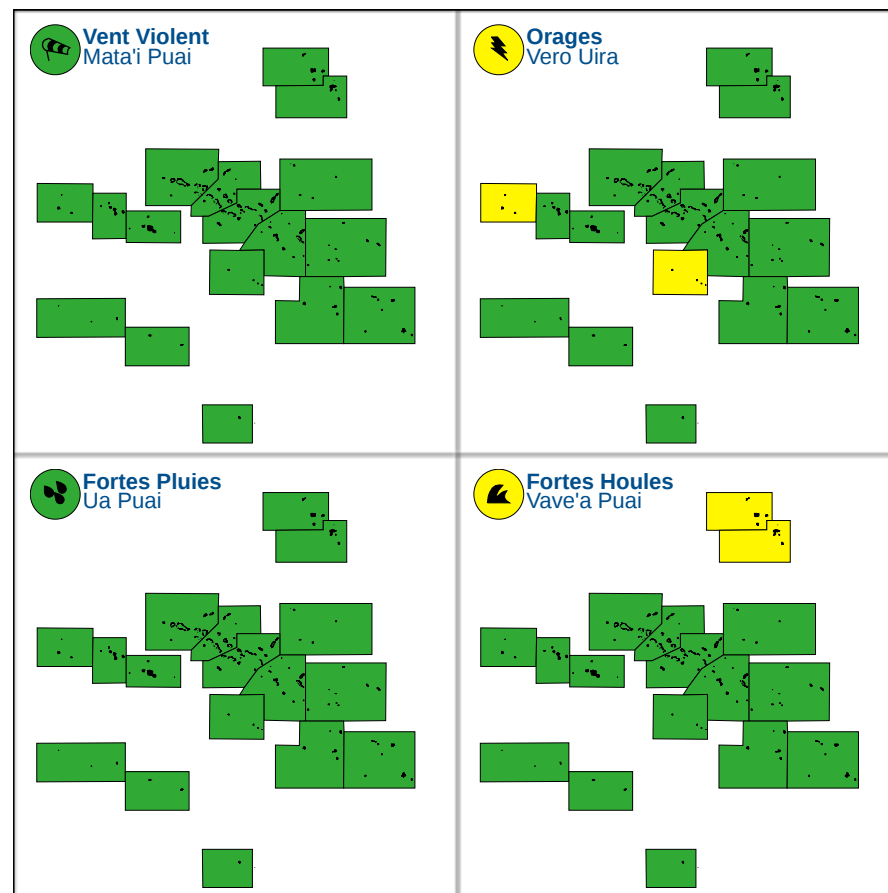 Vent Violent
Mata'i Puai
Orages
Vero Uira
Fortes Pluies
Ua Puai
Fortes Houles
Vave'a Puai